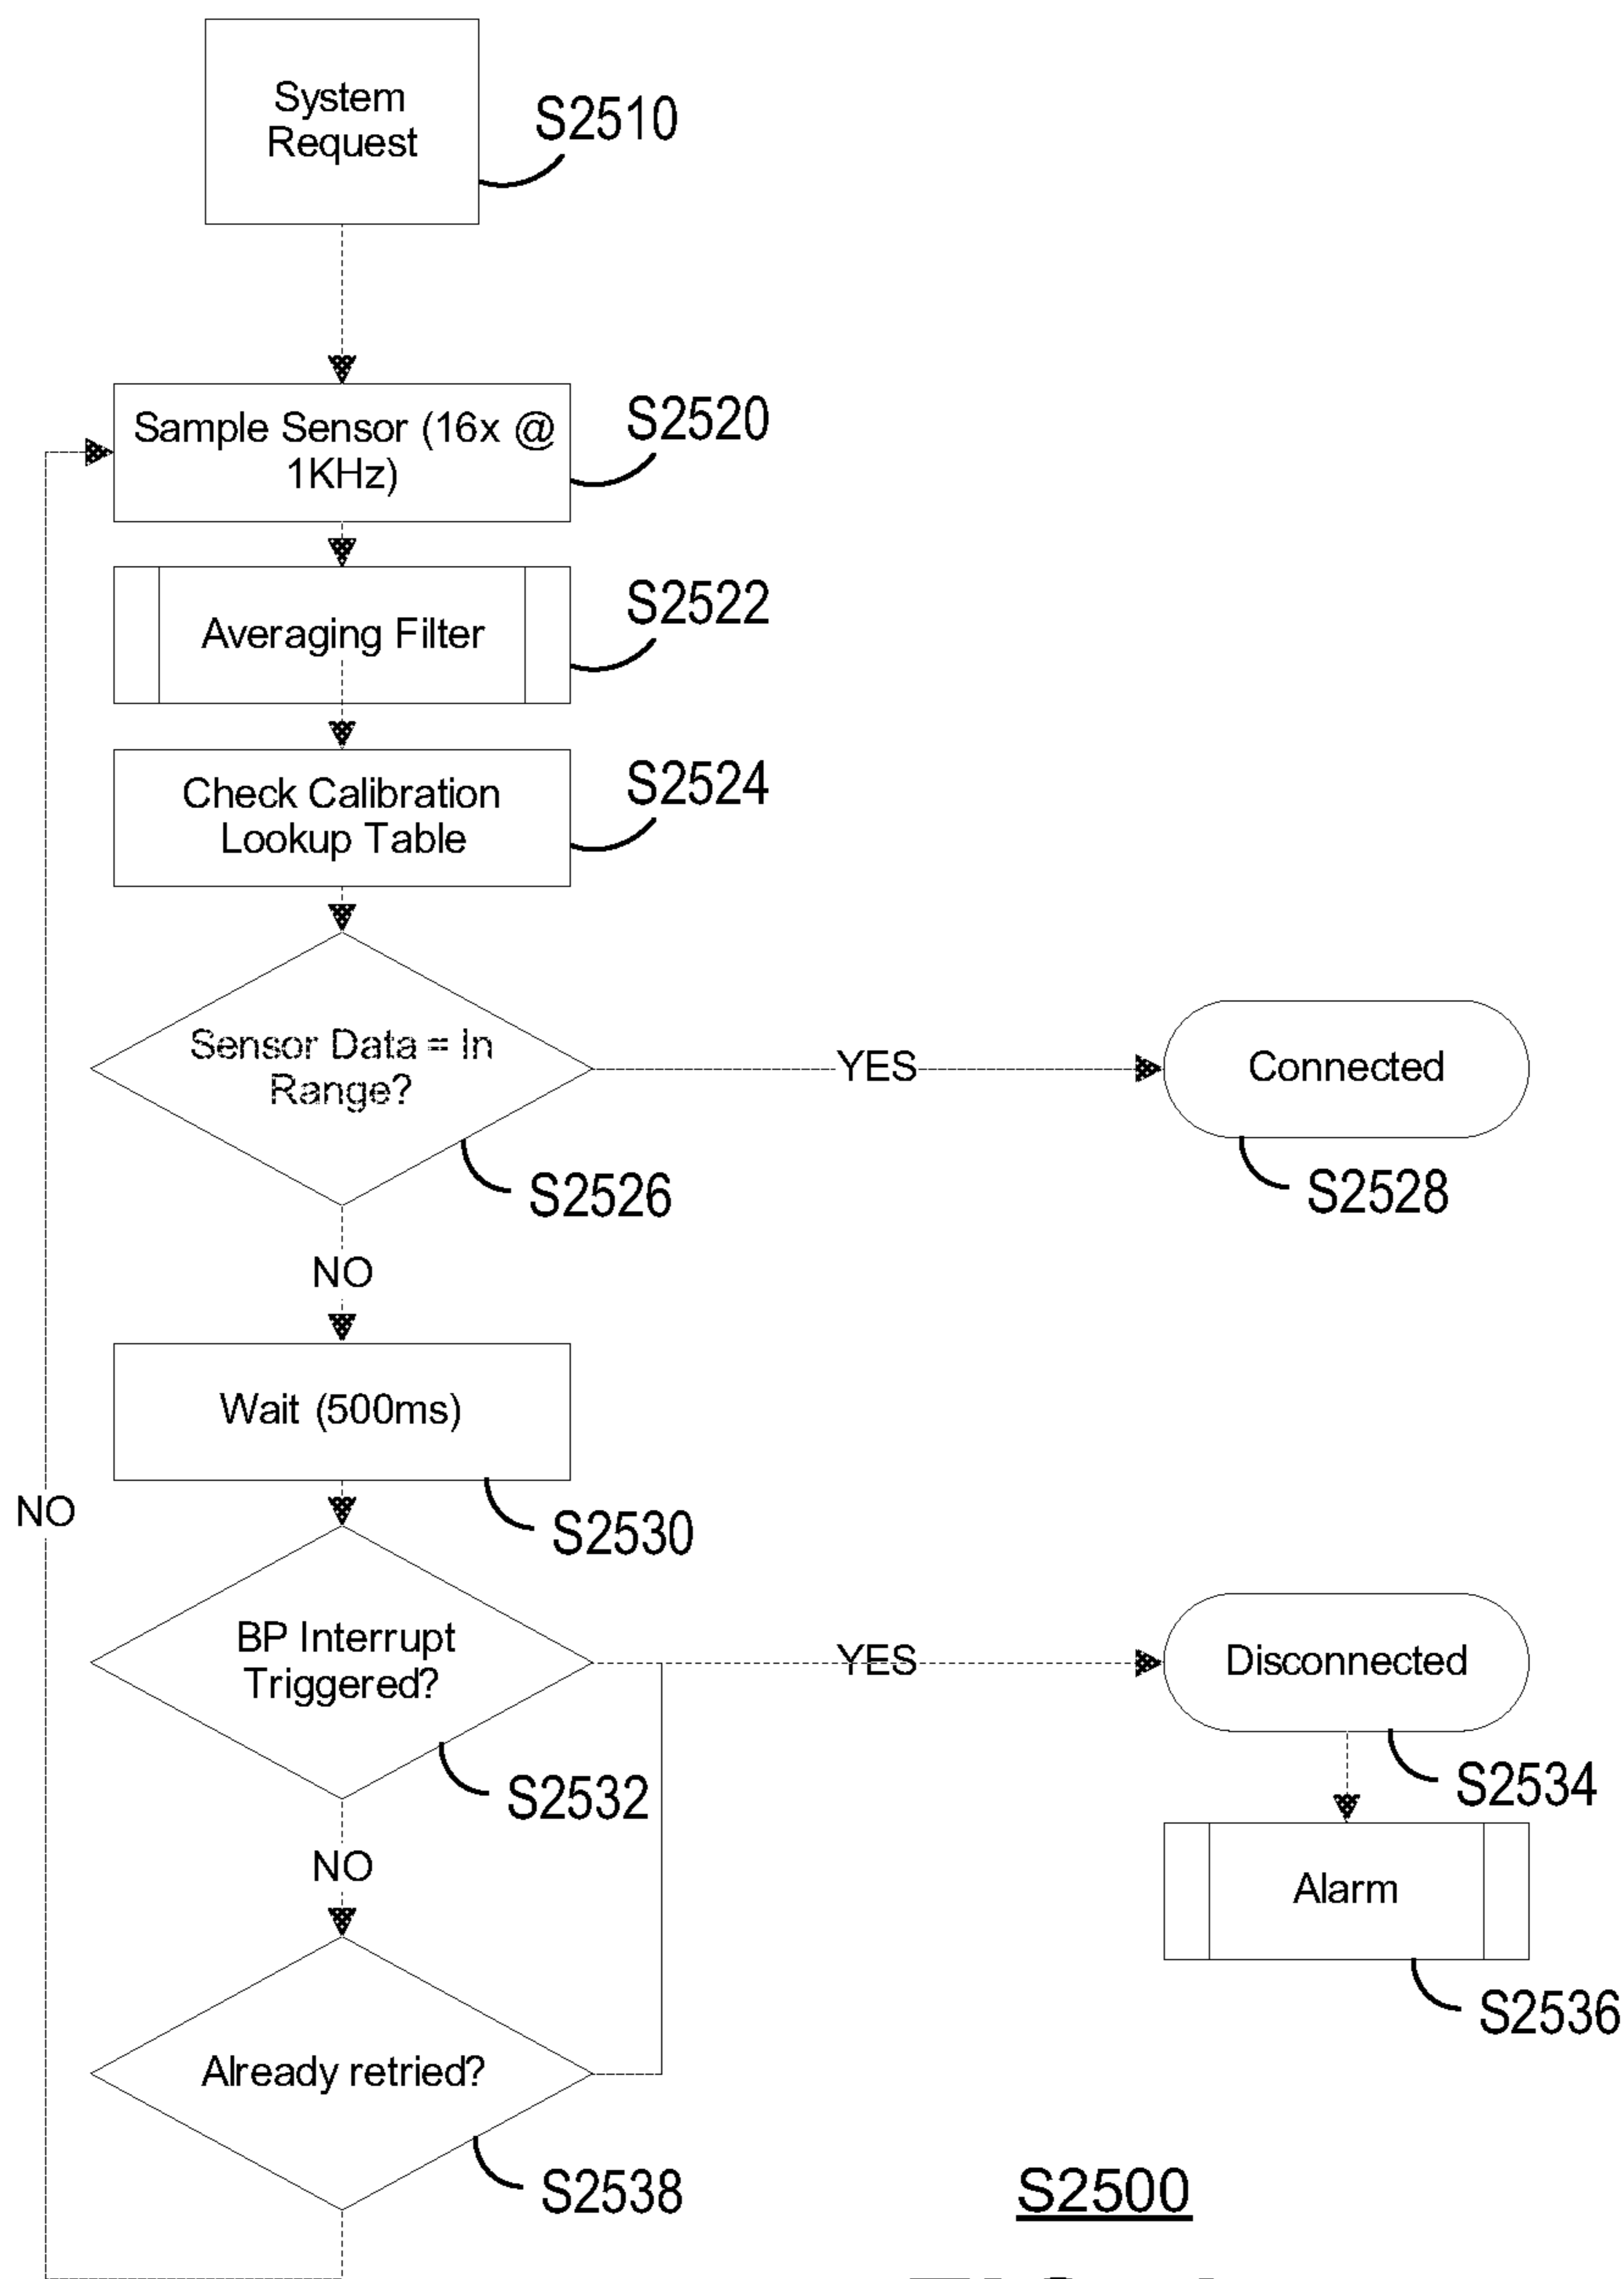 System
Request
S2510
Sample Sensor (16x @
1KHz)
S2520
Averaging Filter
S2522
Check Calibration
Lookup Table
S2524
Sensor Data = In
Range?
S2526
YES
Connected
S2528
NO
Wait (500ms)
S2530
NO
BP Interrupt
Triggered?
S2532
YES
Disconnected
S2534
NO
Alarm
S2536
Already retried?
S2538
S2500